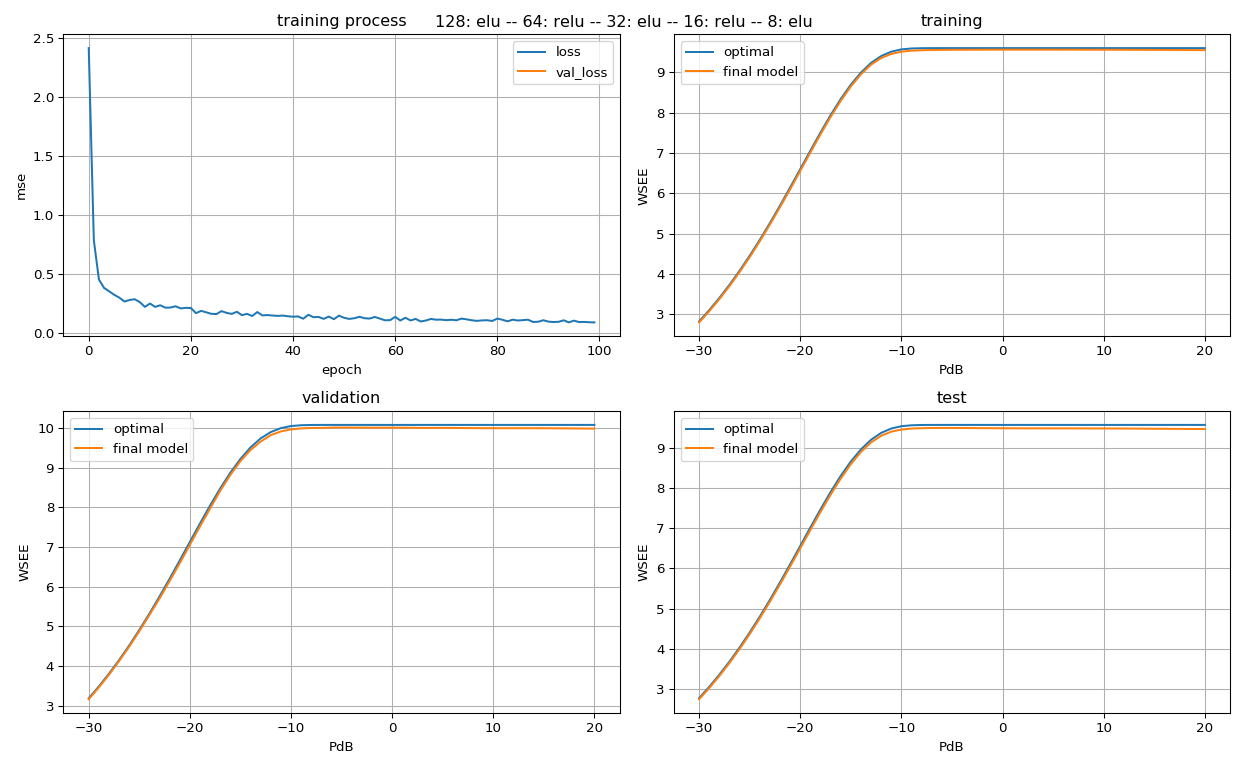 128: elu -- 64: relu -- 32: elu -- 16: relu -- 8: elu
training process
2.5
2.0
1.5
1.0
0.5
0.0
mse
loss
val_loss
0
20
40
60
80
100
epoch
training
9
8
7
6
5
4
3
WSEE
optimal
final model
−30
−20
−10
0
10
20
PdB
validation
10
9
8
7
6
5
4
3
WSEE
optimal
final model
−30
−20
−10
0
10
20
PdB
test
9
8
7
6
5
4
3
WSEE
optimal
final model
−30
−20
−10
0
10
20
PdB